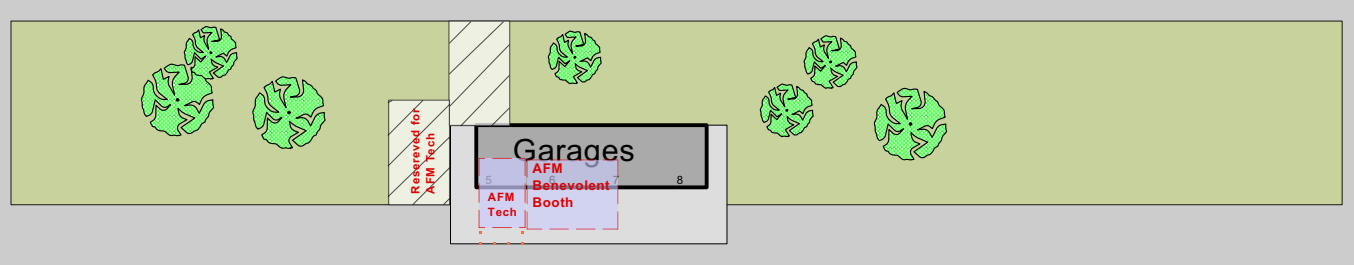 Resereved for
AFM Tech
Garages
5 6 7 8
AFM
Tech
AFM
Benevolent
Booth